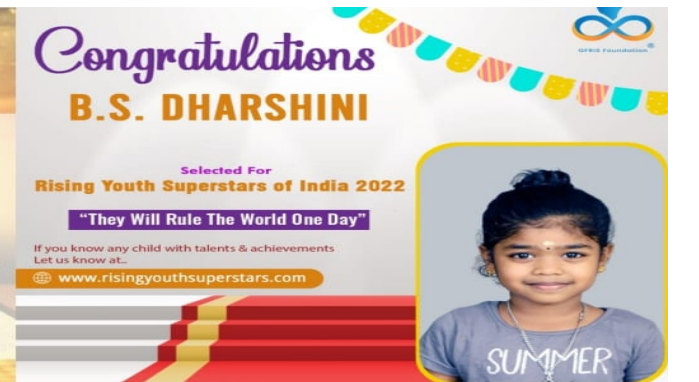 Congratulations
B.S. DHARSHINI
Selected For
Rising Youth Superstars of India 2022
“They Will Rule The World One Day”
If you know any child with talents & achievements
Let us know at..
www.risingyouthsuperstars.com
QFRIS Foundation®
SUMMER